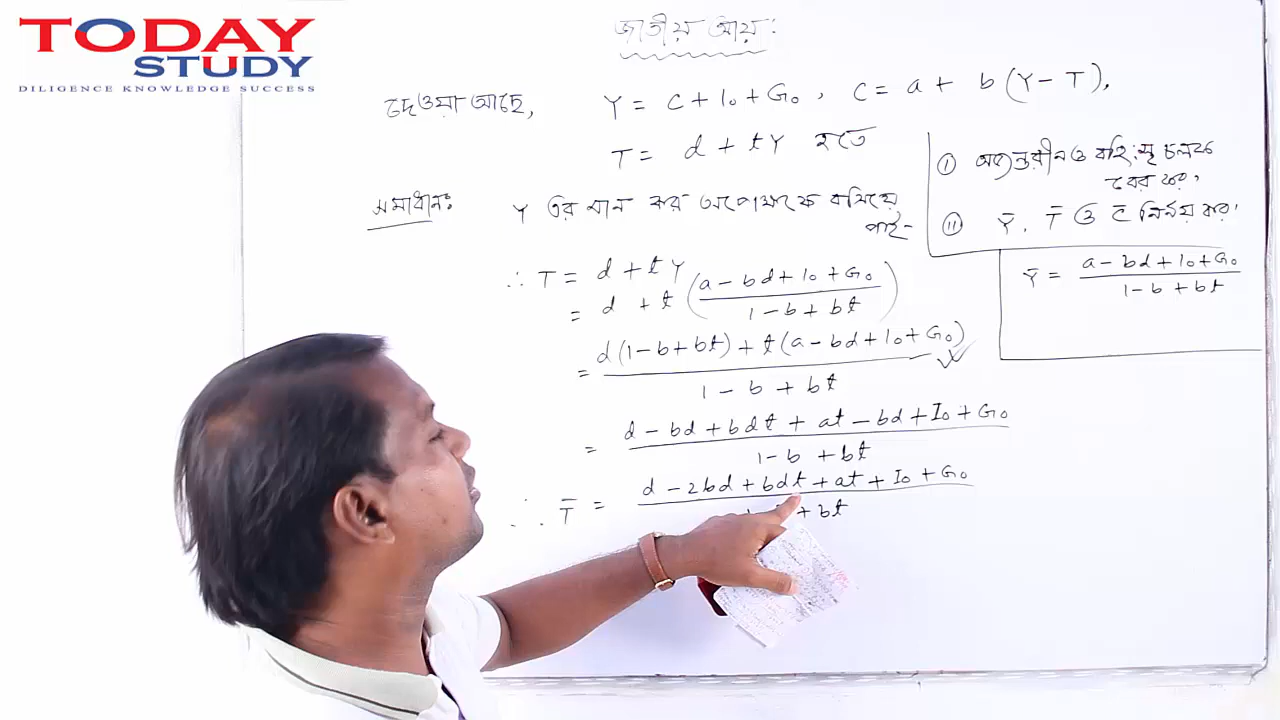 TODAY
STUDY
DILIGENCE KNOWLEDGE SUCCESS
জাতীয় আয়:
দেওয়া আছে, Y = C + I₀ + G₀, C = a + b (Y - T),
T = d + tY হতে
① অভ্যন্তরীন ও বহিঃস্থ চলক
বের কর,
② Ȳ, T̄ ও C̄ নির্ণয় কর।
সমাধান: Y এর মান কর অপেক্ষকে বসিয়ে
পাই-
Ȳ = (a - bd + I₀ + G₀) / (1 - b + bt)
∴ T = d + tY
= d + t ((a - bd + I₀ + G₀) / (1 - b + bt))
= (d(1 - b + bt) + t(a - bd + I₀ + G₀)) / (1 - b + bt)
= (d - bd + bdt + at - bd + I₀ + G₀) / (1 - b + bt)
∴ T̄ = (d - 2bd + bdt + at + I₀ + G₀) / + bt